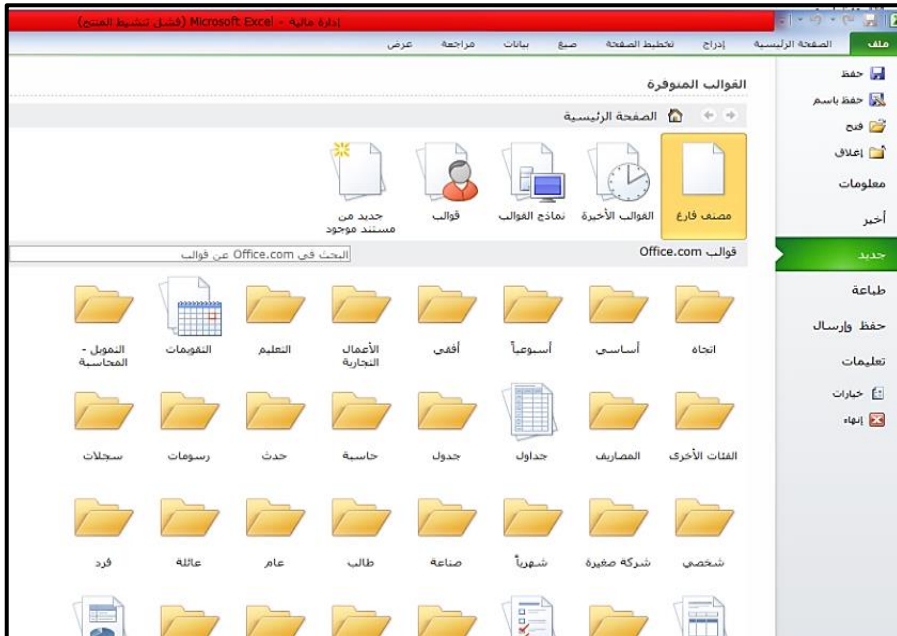 إدارة مالية - Microsoft Excel (فشل تنشيط المنتج)
ملف الصفحة الرئيسية إدراج تخطيط الصفحة صيغ بيانات مراجعة عرض
حفظ
حفظ باسم
فتح
إغلاق
معلومات
أخير
جديد
طباعة
حفظ وإرسال
تعليمات
خيارات
إنهاء
القوالب المتوفرة
الصفحة الرئيسية
مصنف فارغ
القوالب الأخيرة
نماذج القوالب
قوالب
جديد من
مستند موجود
قوالب Office.com
البحث في Office.com عن قوالب
اتجاه
أساسي
أسبوعياً
أفقي
الأعمال
التجارية
التعليم
التقويمات
التمويل -
المحاسبة
الفئات الأخرى
المصاريف
جداول
جدول
حاسبة
حدث
رسومات
سجلات
شخصي
شركة صغيرة
شهرياً
صناعة
طالب
عام
عائلة
فرد